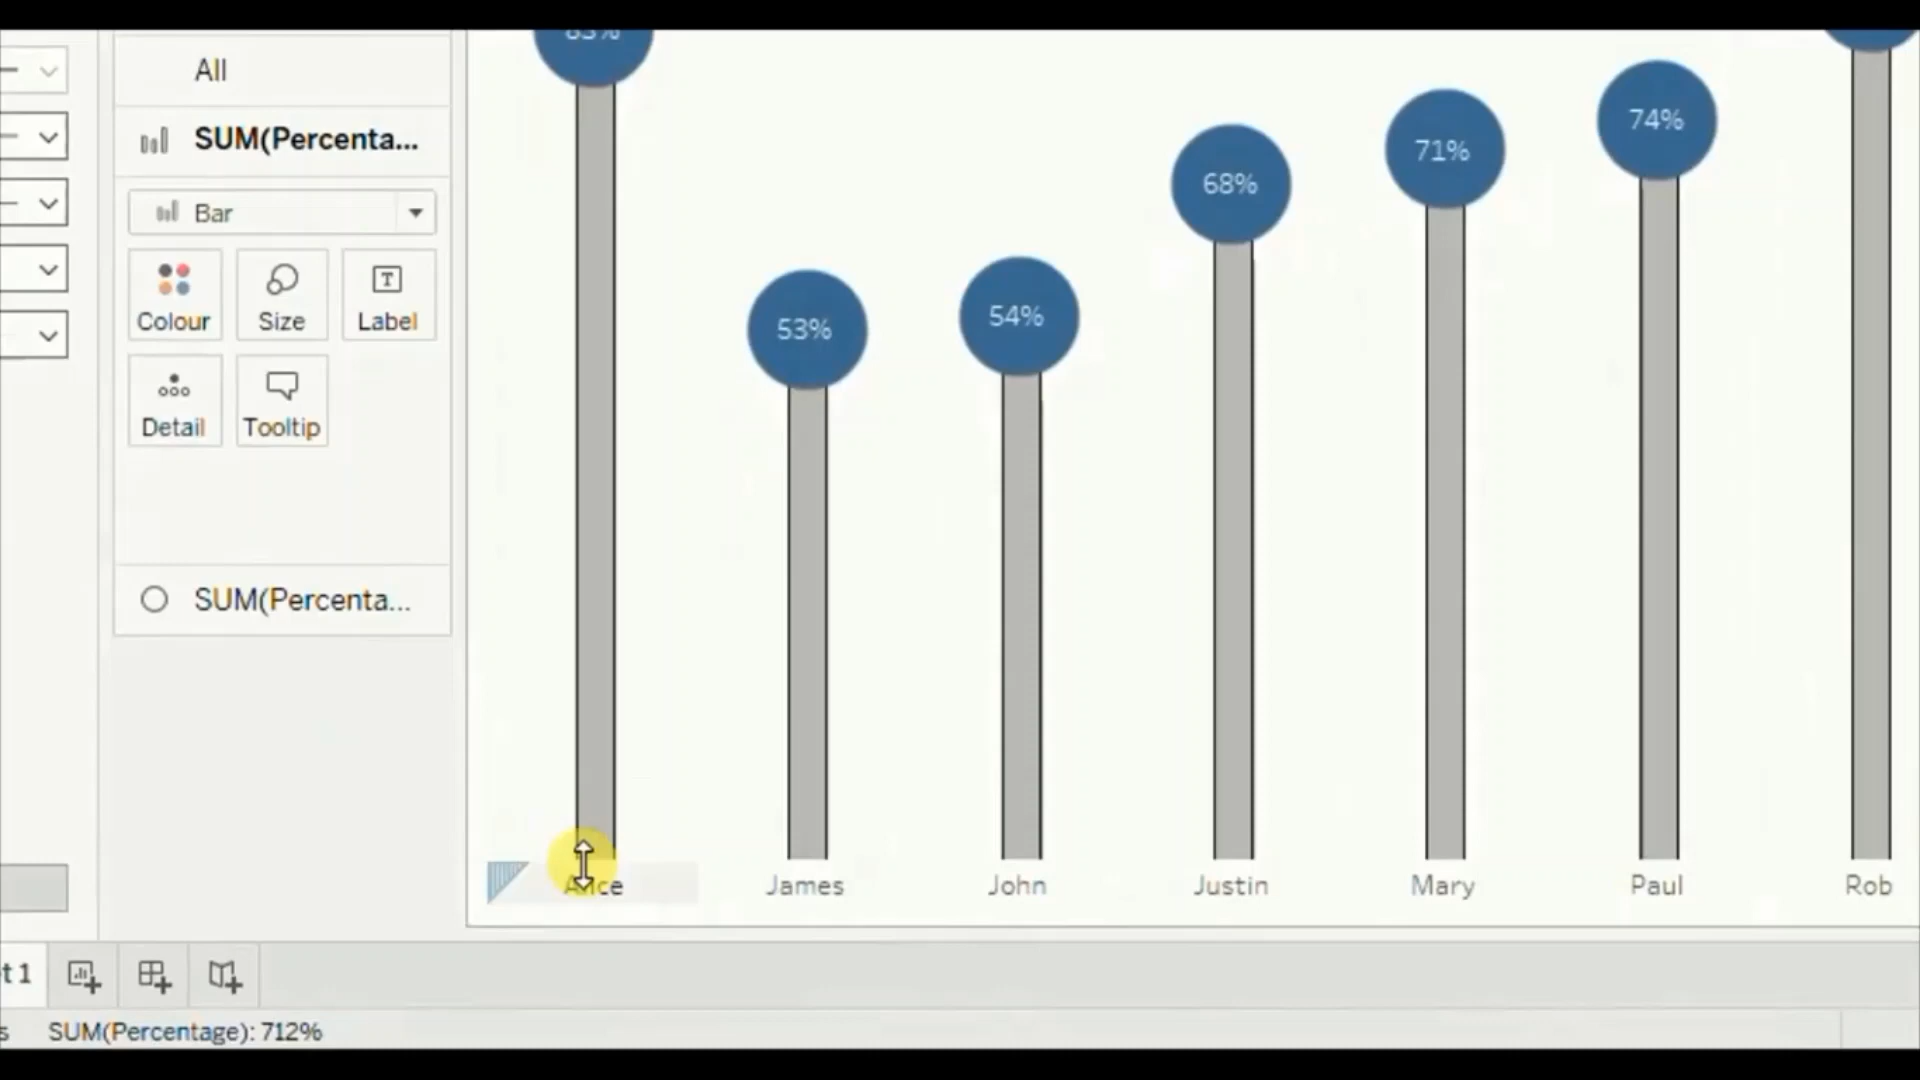 All
SUM(Percenta...
Bar
Colour
Size
Label
Detail
Tooltip
SUM(Percenta...
53%
54%
68%
71%
74%
James
John
Justin
Mary
Paul
Rob
t 1
s SUM(Percentage): 712%